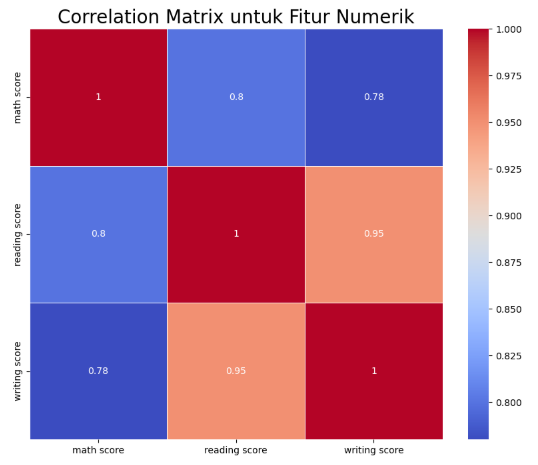 Correlation Matrix untuk Fitur Numerik
math score
1
0.8
0.78
reading score
0.8
1
0.95
writing score
0.78
0.95
1
math score
reading score
writing score
1.000
0.975
0.950
0.925
0.900
0.875
0.850
0.825
0.800